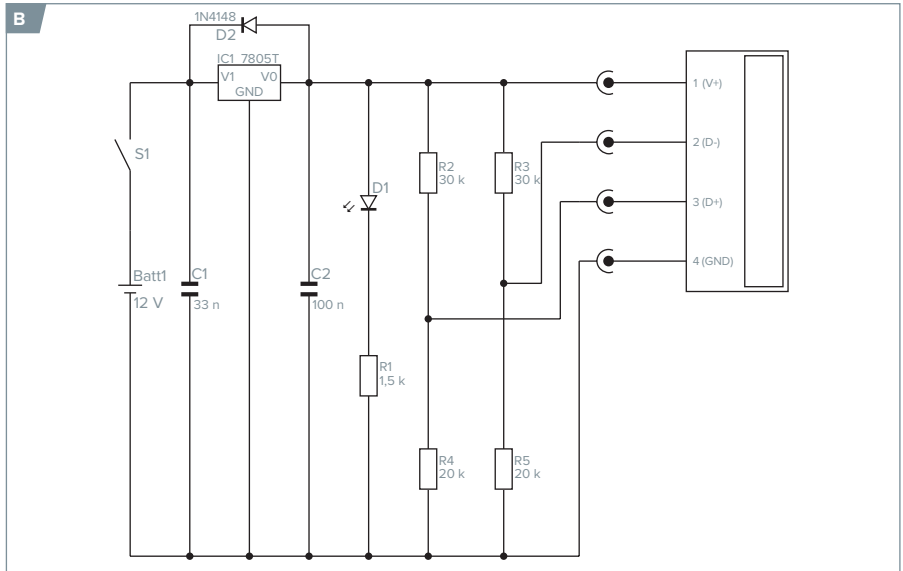 B
1N4148
D2
IC1 7805T
V1 V0
GND
S1
Batt1
12 V
C1
33 n
C2
100 n
D1
R1
1,5 k
R2
30 k
R3
30 k
R4
20 k
R5
20 k
1 (V+)
2 (D-)
3 (D+)
4 (GND)